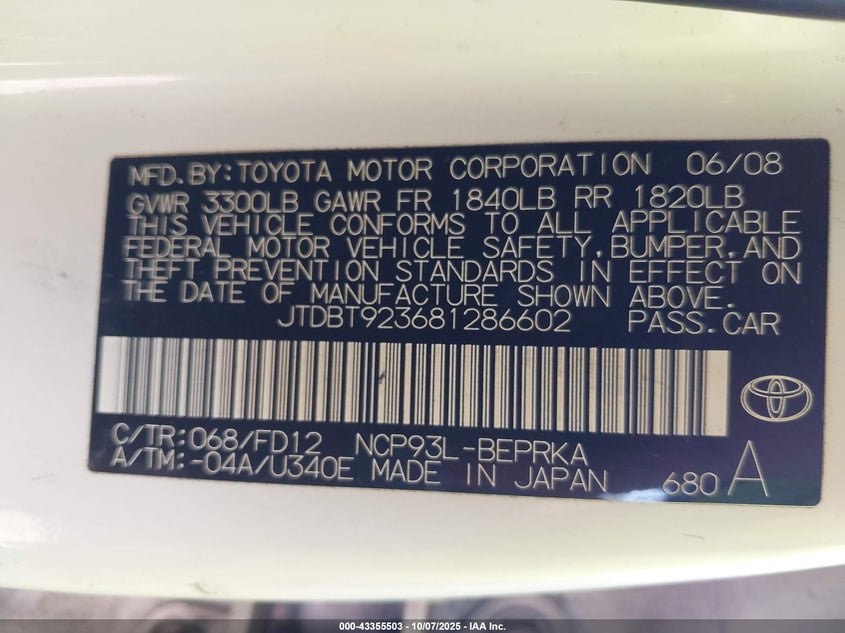 MFD.BY:TOYOTA MOTOR CORPORATION 06/08
GVWR 3300LB GAWR FR 1840LB RR 1820LB
THIS VEHICLE CONFORMS TO ALL APPLICABLE
FEDERAL MOTOR VEHICLE SAFETY,BUMPER,AND
THEFT PREVENTION STANDARDS IN EFFECT ON
THE DATE OF MANUFACTURE SHOWN ABOVE.
JTDBT923681286602 PASS.CAR
C/TR:068/FD12 NCP93L-BEPRKA
A/TM:-04A/U340E MADE IN JAPAN 680 A
000-43355503 - 10/07/2025 - IAA Inc.